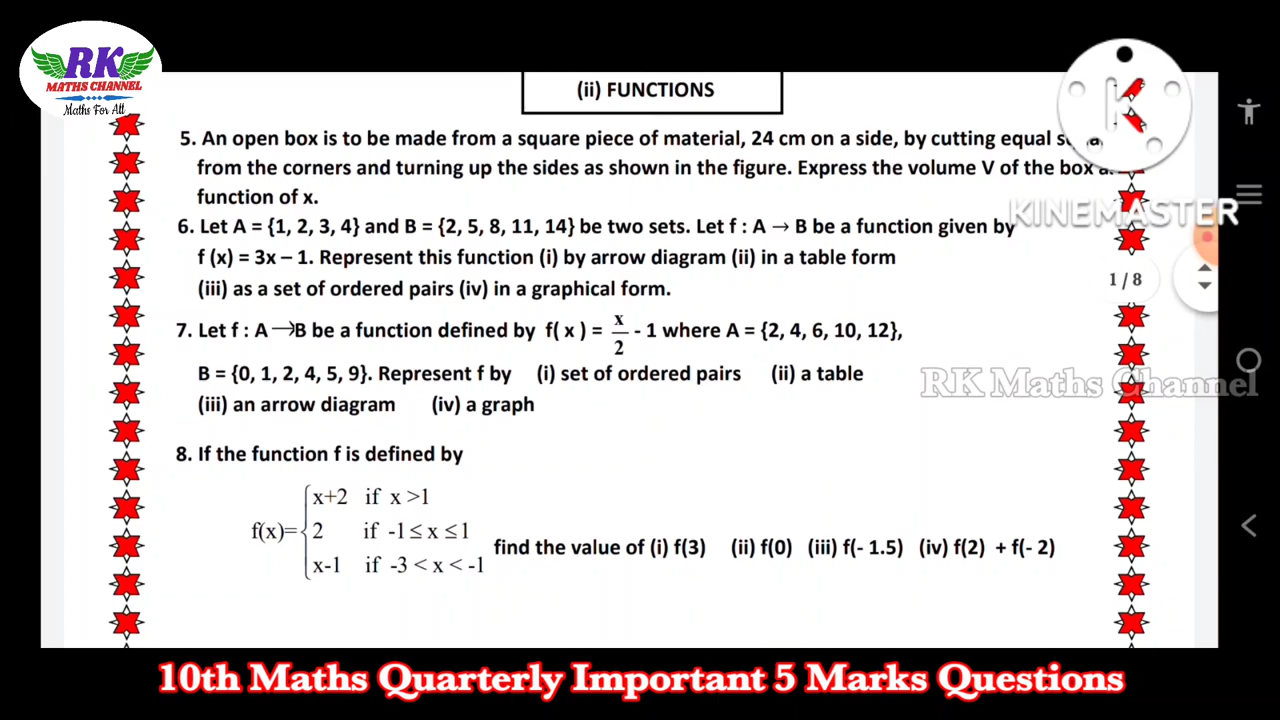 RK
MATHS CHANNEL
Maths For All
(ii) FUNCTIONS
5. An open box is to be made from a square piece of material, 24 cm on a side, by cutting equal
from the corners and turning up the sides as shown in the figure. Express the volume V of the box
function of x.
KINEMASTER
6. Let A = {1, 2, 3, 4} and B = {2, 5, 8, 11, 14} be two sets. Let f : A → B be a function given by
f (x) = 3x – 1. Represent this function (i) by arrow diagram (ii) in a table form
(iii) as a set of ordered pairs (iv) in a graphical form.
1 / 8
7. Let f : A → B be a function defined by f( x ) = x/2 - 1 where A = {2, 4, 6, 10, 12},
B = {0, 1, 2, 4, 5, 9}. Represent f by (i) set of ordered pairs (ii) a table
RK Maths Channel
(iii) an arrow diagram (iv) a graph
8. If the function f is defined by
x+2 if x >1
f(x)= 2 if -1 ≤ x ≤ 1
find the value of (i) f(3) (ii) f(0) (iii) f(- 1.5) (iv) f(2) + f(- 2)
x-1 if -3 < x < -1
10th Maths Quarterly Important 5 Marks Questions